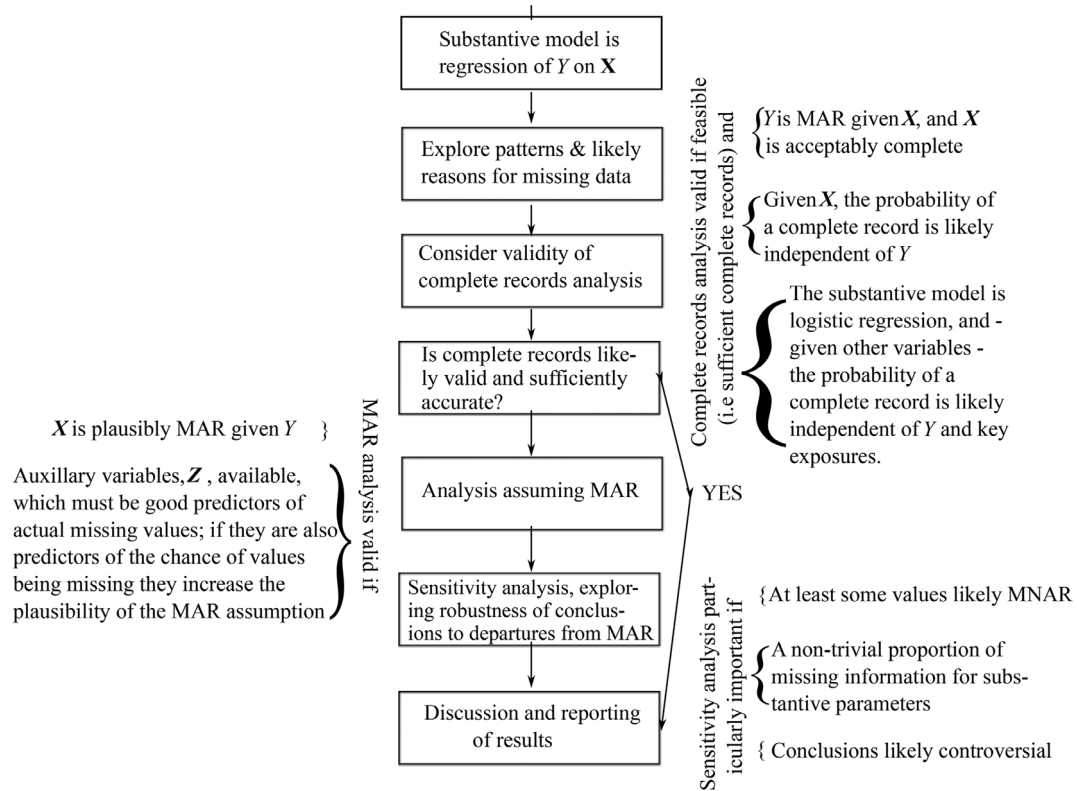 Substantive model is
regression of Y on X
Explore patterns & likely
reasons for missing data
Consider validity of
complete records analysis
Is complete records like-
ly valid and sufficiently
accurate?
Analysis assuming MAR
Sensitivity analysis, explor-
ing robustness of conclus-
ions to departures from MAR
Discussion and reporting
of results
YES
Complete records analysis valid if feasible
(i.e sufficient complete records) and
{Y is MAR given X, and X
is acceptably complete
{Given X, the probability of
a complete record is likely
independent of Y
{The substantive model is
logistic regression, and -
given other variables -
the probability of a
complete record is likely
independent of Y and key
exposures.
MAR analysis valid if
X is plausibly MAR given Y }
Auxillary variables, Z , available, }
which must be good predictors of
actual missing values; if they are also
predictors of the chance of values
being missing they increase the
plausibility of the MAR assumption
Sensitivity analysis part-
icularly important if
{At least some values likely MNAR
{A non-trivial proportion of
missing information for subs-
tantive parameters
{ Conclusions likely controversial